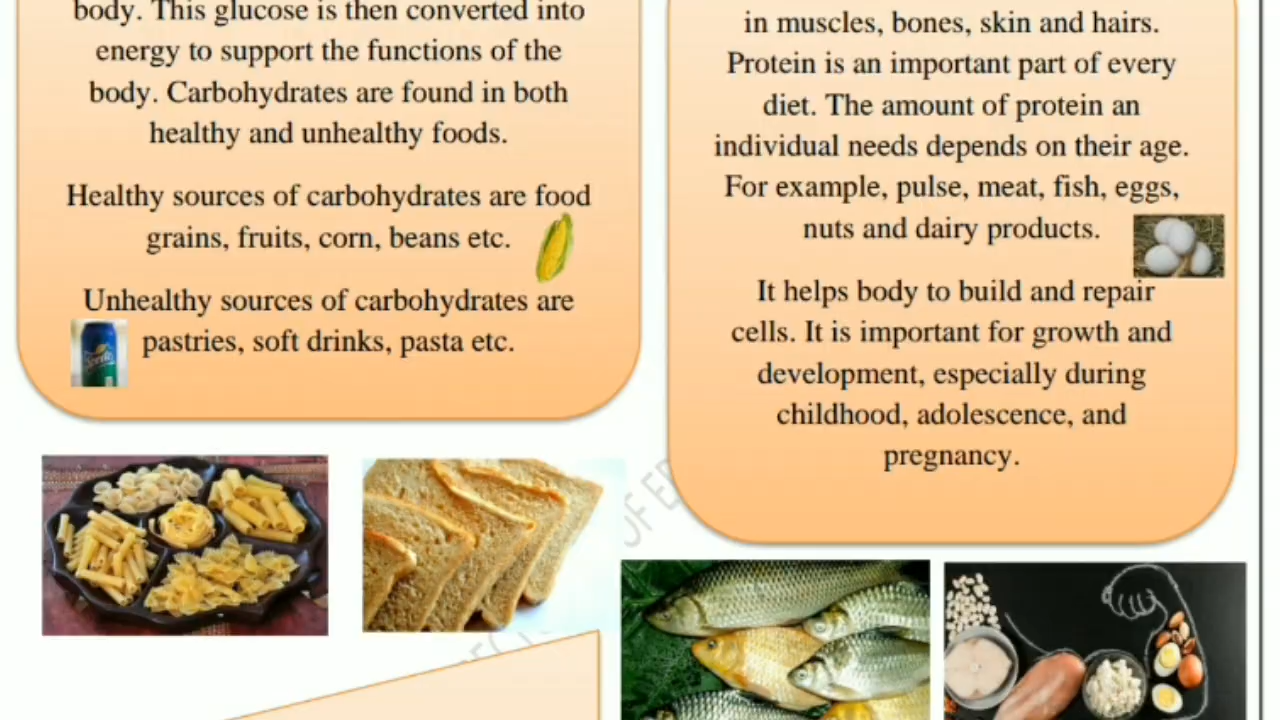 body. This glucose is then converted into
energy to support the functions of the
body. Carbohydrates are found in both
healthy and unhealthy foods.
Healthy sources of carbohydrates are food
grains, fruits, corn, beans etc.
Unhealthy sources of carbohydrates are
pastries, soft drinks, pasta etc.
Sprite
in muscles, bones, skin and hairs.
Protein is an important part of every
diet. The amount of protein an
individual needs depends on their age.
For example, pulse, meat, fish, eggs,
nuts and dairy products.
It helps body to build and repair
cells. It is important for growth and
development, especially during
childhood, adolescence, and
pregnancy.
OF